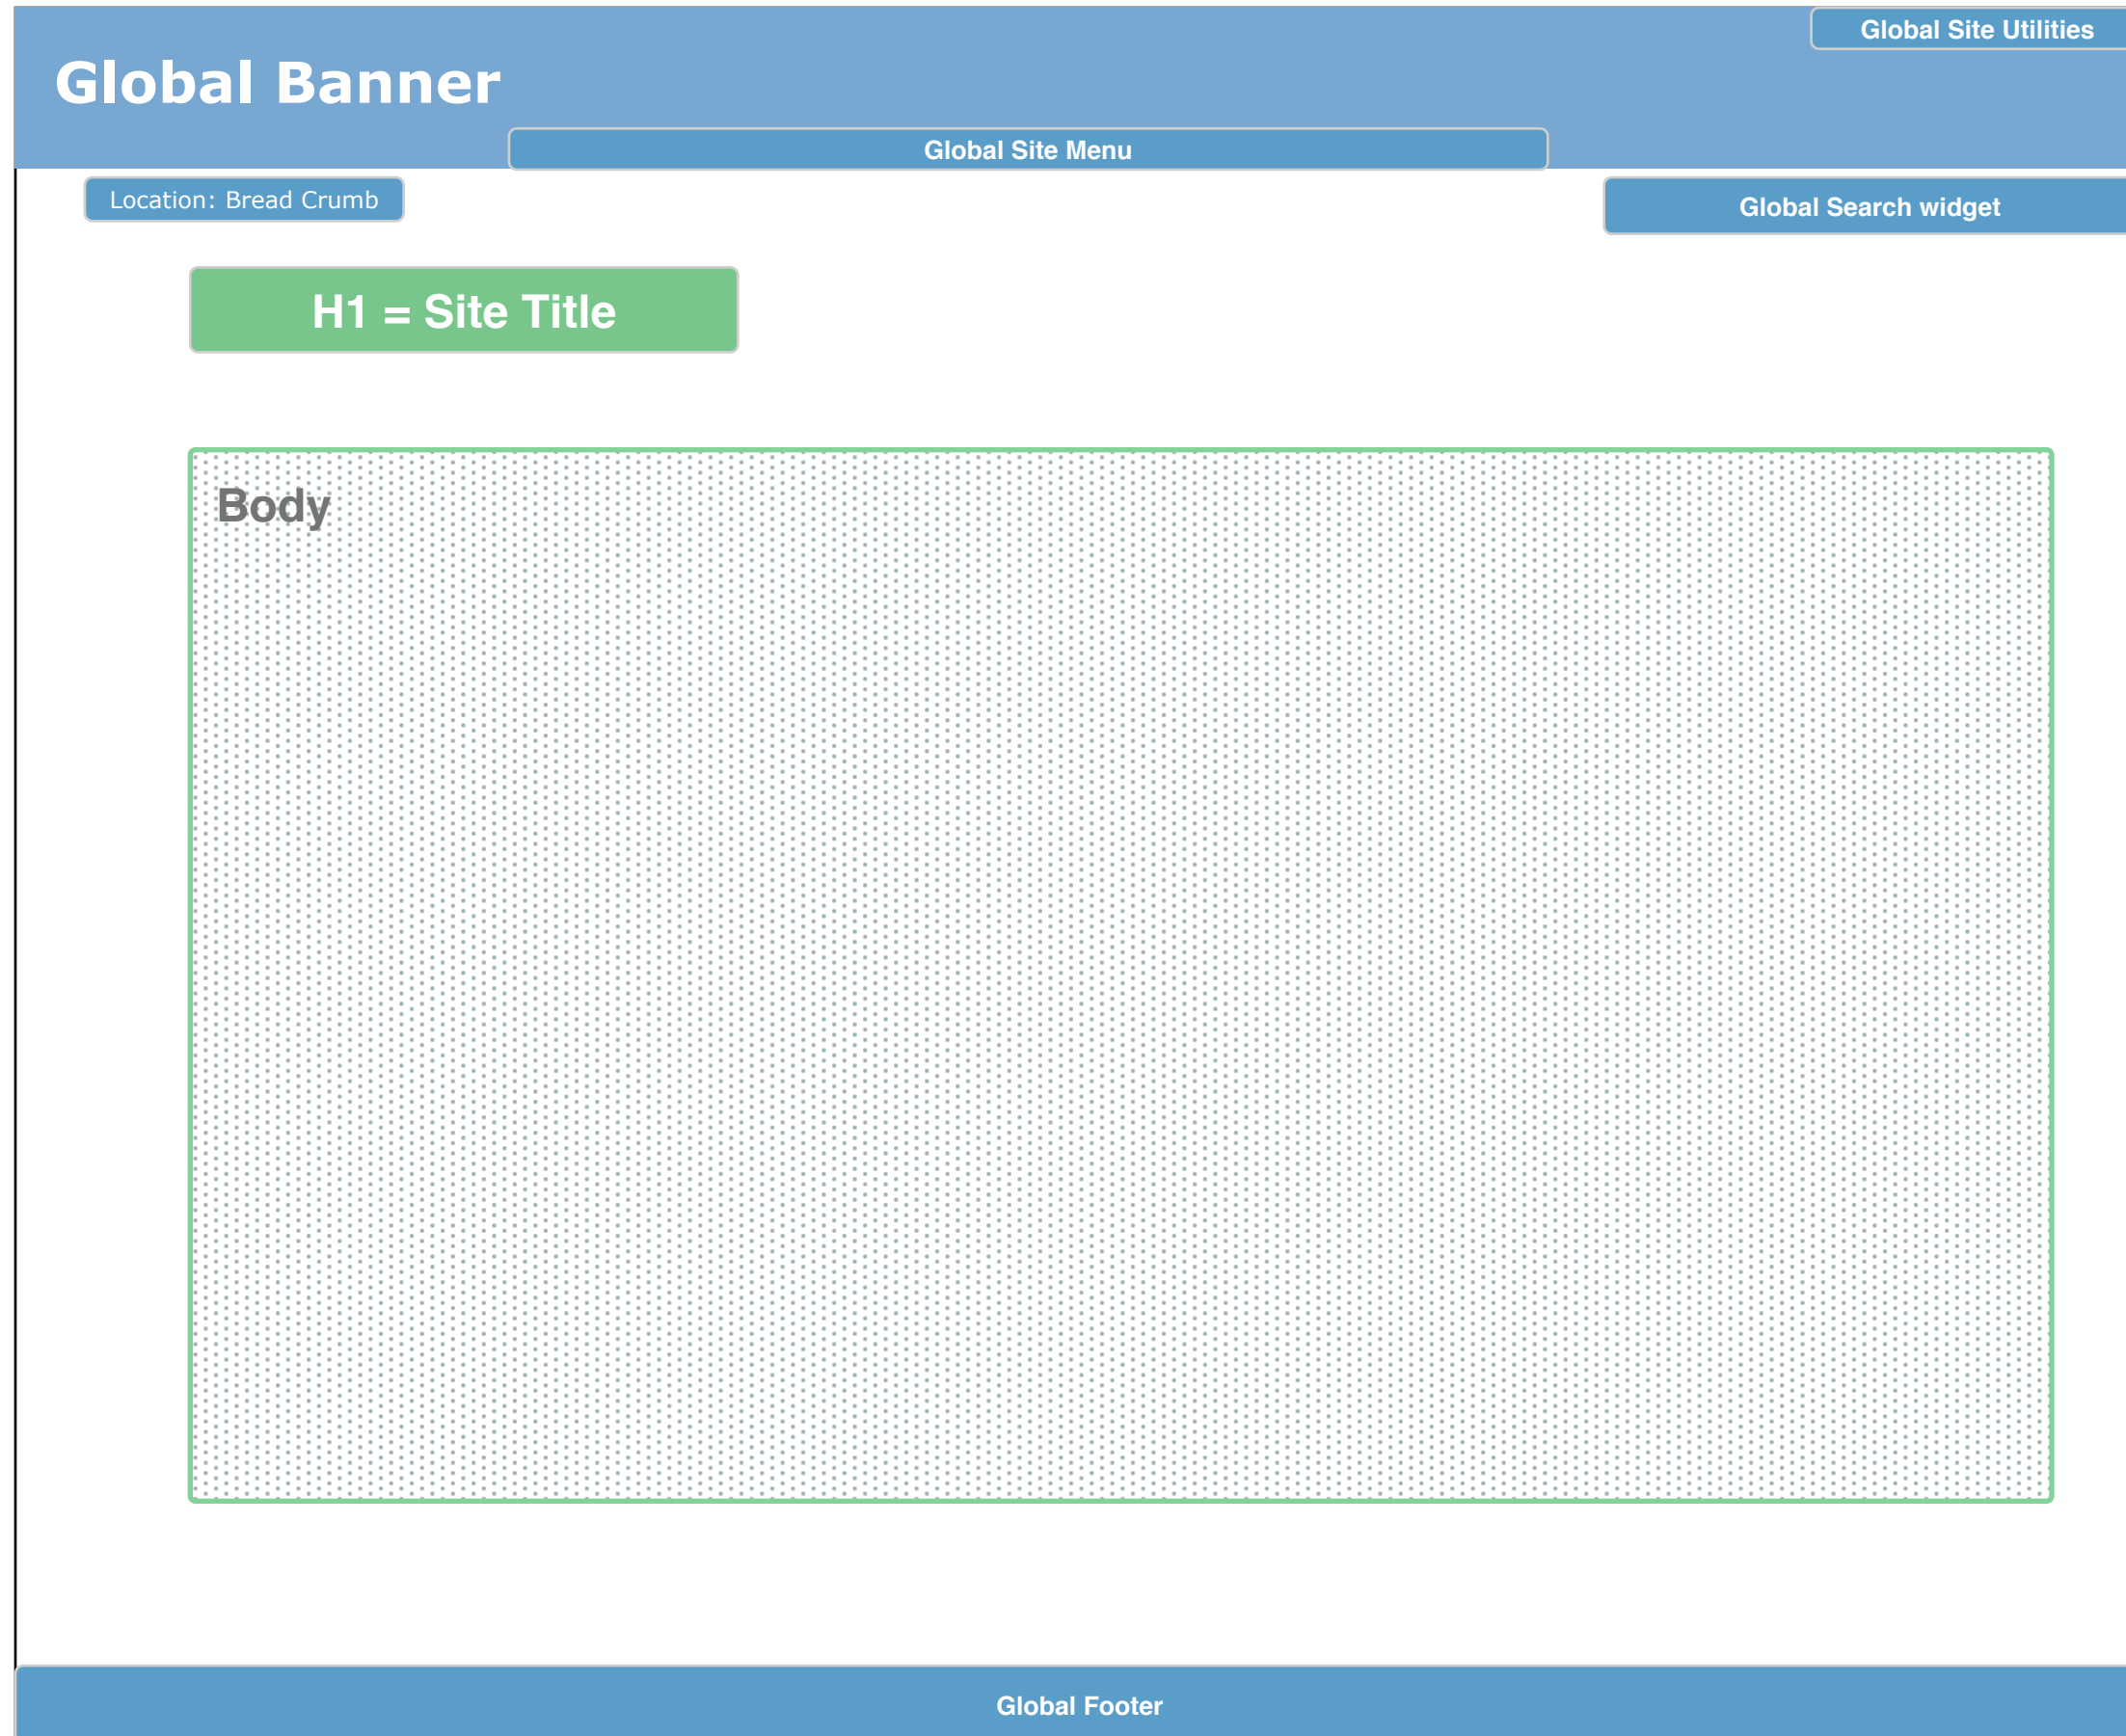 Global Site Utilities
Global Banner
Global Site Menu
Location: Bread Crumb
Global Search widget
H1 = Site Title
Body
Global Footer